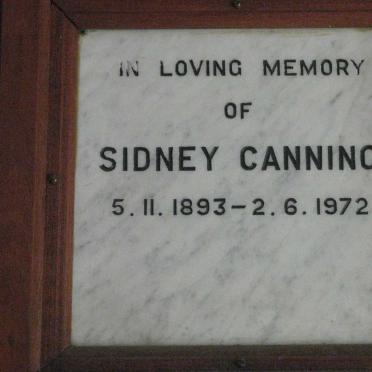 IN LOVING MEMORY
OF
SIDNEY CANNING
5.11.1893-2.6.1972